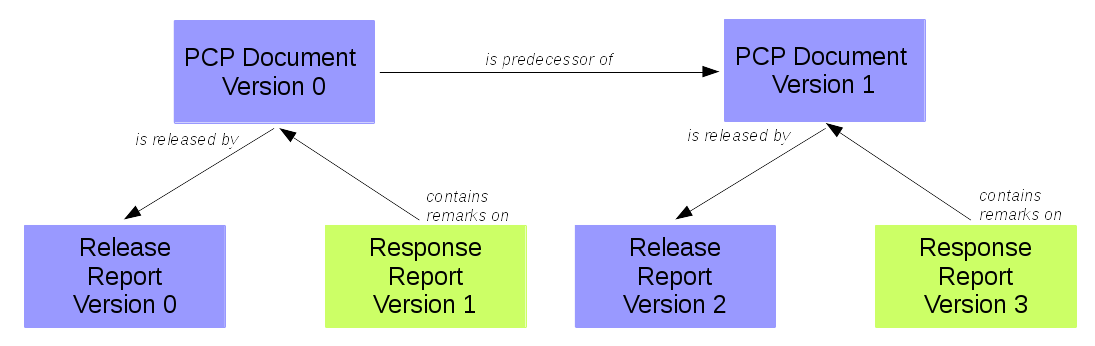 PCP Document
Version 0
is predecessor of
PCP Document
Version 1
is released by
contains
remarks on
is released by
contains
remarks on
Release
Report
Version 0
Response
Report
Version 1
Release
Report
Version 2
Response
Report
Version 3